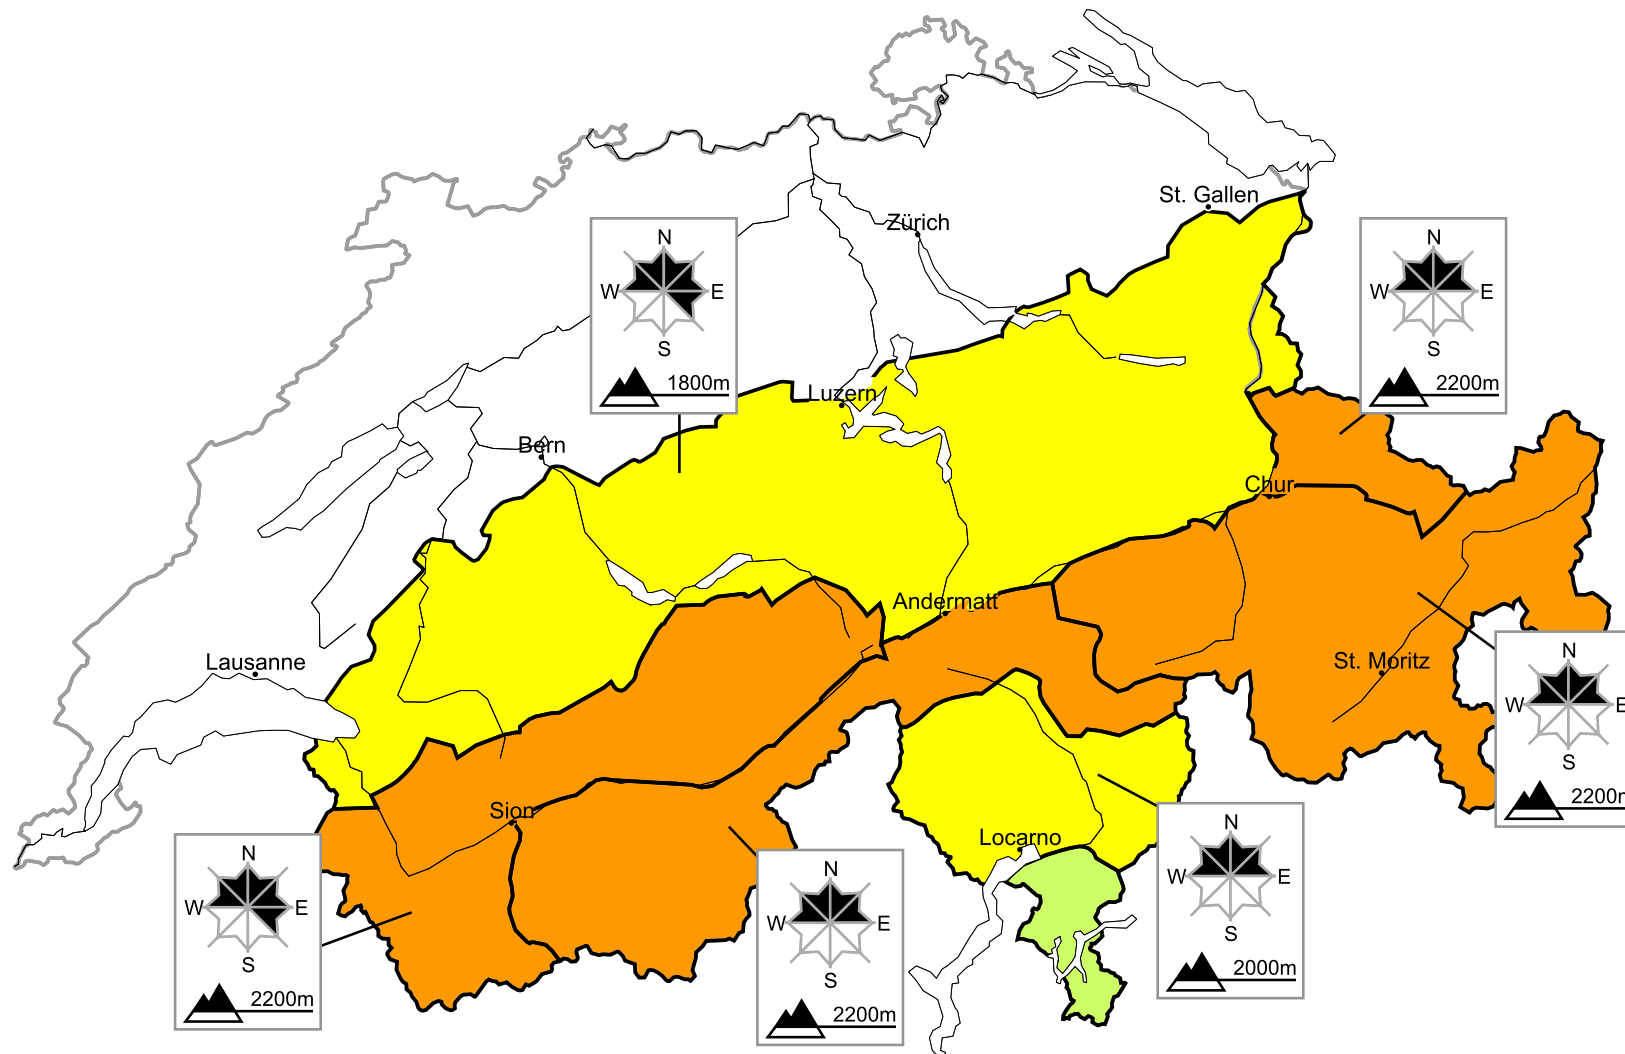 St. Gallen
Zürich
N
W E
S
1800m
N
W E
S
2200m
Luzern
Bern
Chur
Andermatt
Lausanne
St. Moritz
N
W E
S
2200m
Sion
Locarno
N
W E
S
2200m
N
W E
S
2200m
N
W E
S
2000m